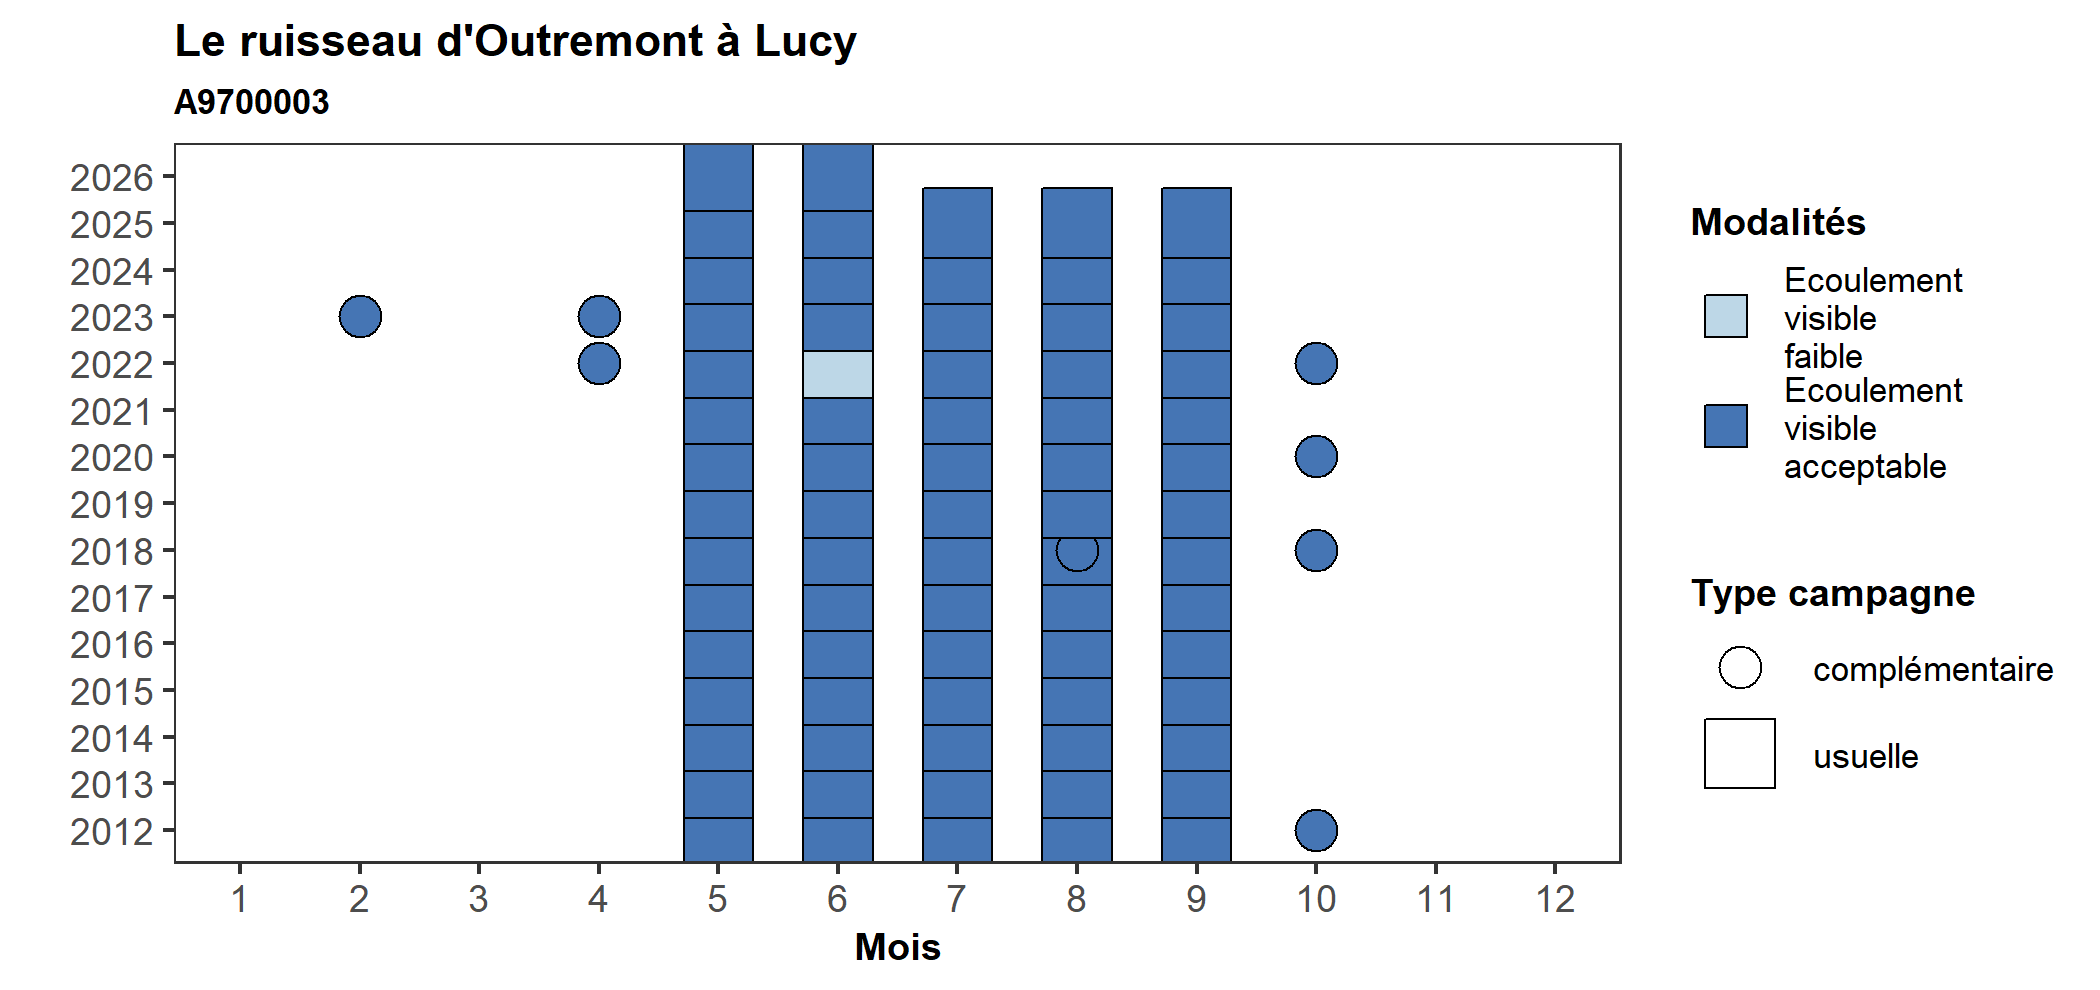 Le ruisseau d'Outremont à Lucy
A9700003
2026
2025
2024
2023
2022
2021
2020
2019
2018
2017
2016
2015
2014
2013
2012
1 2 3 4 5 6 7 8 9 10 11 12
Mois
Modalités
Ecoulement
visible
faible
Ecoulement
visible
acceptable
Type campagne
complémentaire
usuelle